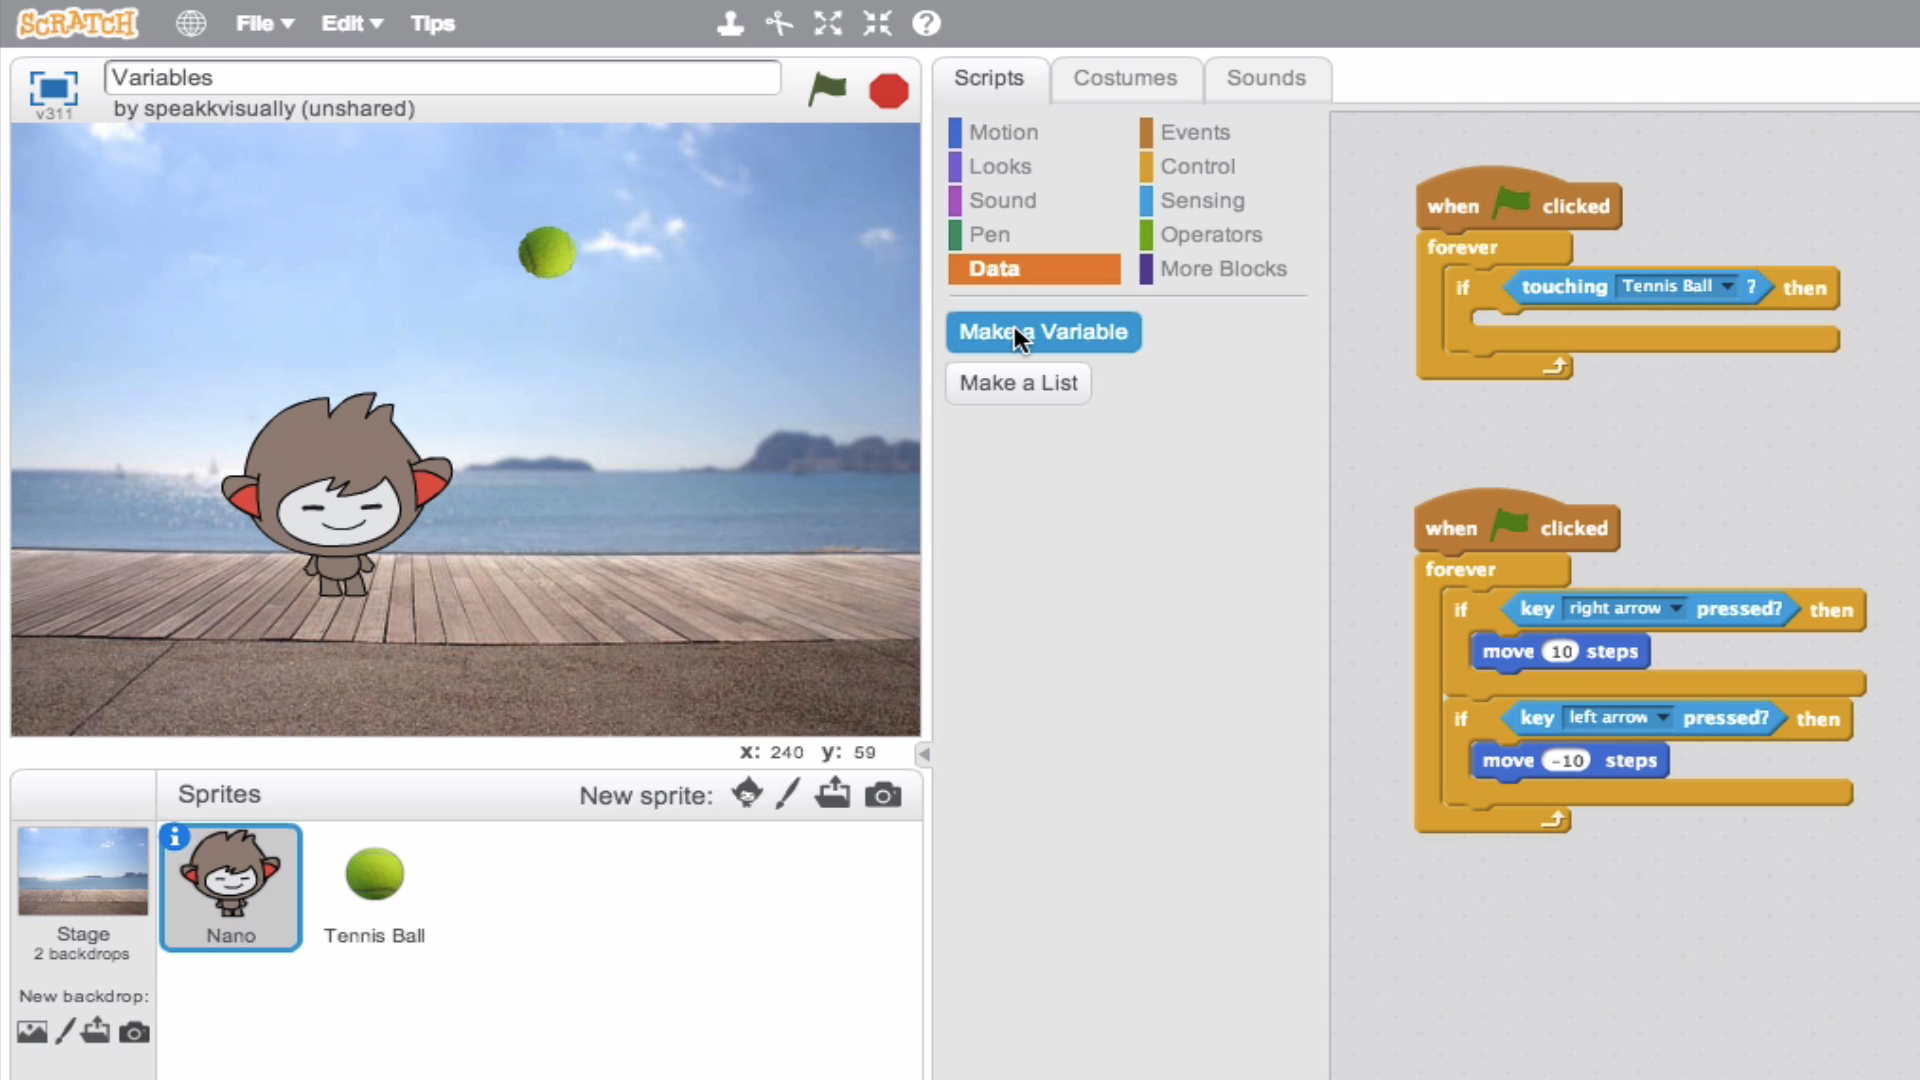 SCRATCH
File
Edit
Tips
Variables
by speakkvisually (unshared)
v311
Scripts
Costumes
Sounds
Motion
Looks
Sound
Pen
Data
Events
Control
Sensing
Operators
More Blocks
Make a Variable
Make a List
when clicked
forever
if touching Tennis Ball ? then
when clicked
forever
if key right arrow pressed? then
move 10 steps
if key left arrow pressed? then
move -10 steps
x: 240 y: 59
Sprites
New sprite:
Stage
2 backdrops
New backdrop:
Nano
Tennis Ball